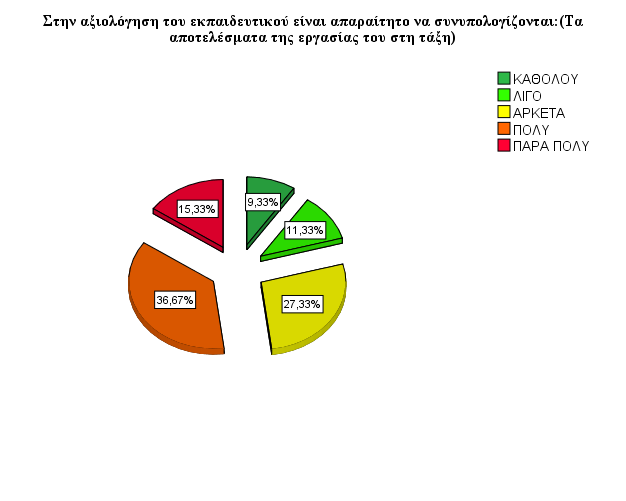 Στην αξιολόγηση του εκπαιδευτικού είναι απαραίτητο να συνυπολογίζονται:(Τα
αποτελέσματα της εργασίας του στη τάξη)
ΚΑΘΟΛΟΥ
ΛΙΓΟ
ΑΡΚΕΤΑ
ΠΟΛΥ
ΠΑΡΑ ΠΟΛΥ
15,33%
9,33%
11,33%
36,67%
27,33%